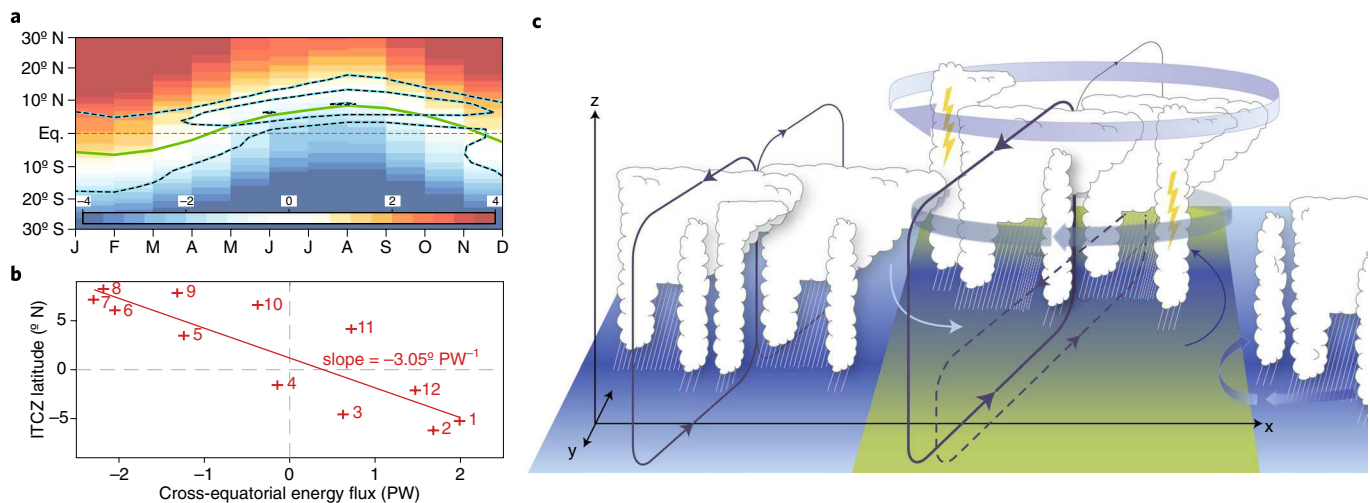 a
30º N
20º N
10º N
Eq.
10º S
20º S
30º S
−4 −2 0 2 4
J F M A M J J A S O N D
b
ITCZ latitude (º N)
5
0
−5
8
7
6
9
5
10
4
11
3
12
2
1
slope = −3.05º PW⁻¹
−2 −1 0 1 2
Cross-equatorial energy flux (PW)
c
z
y
x